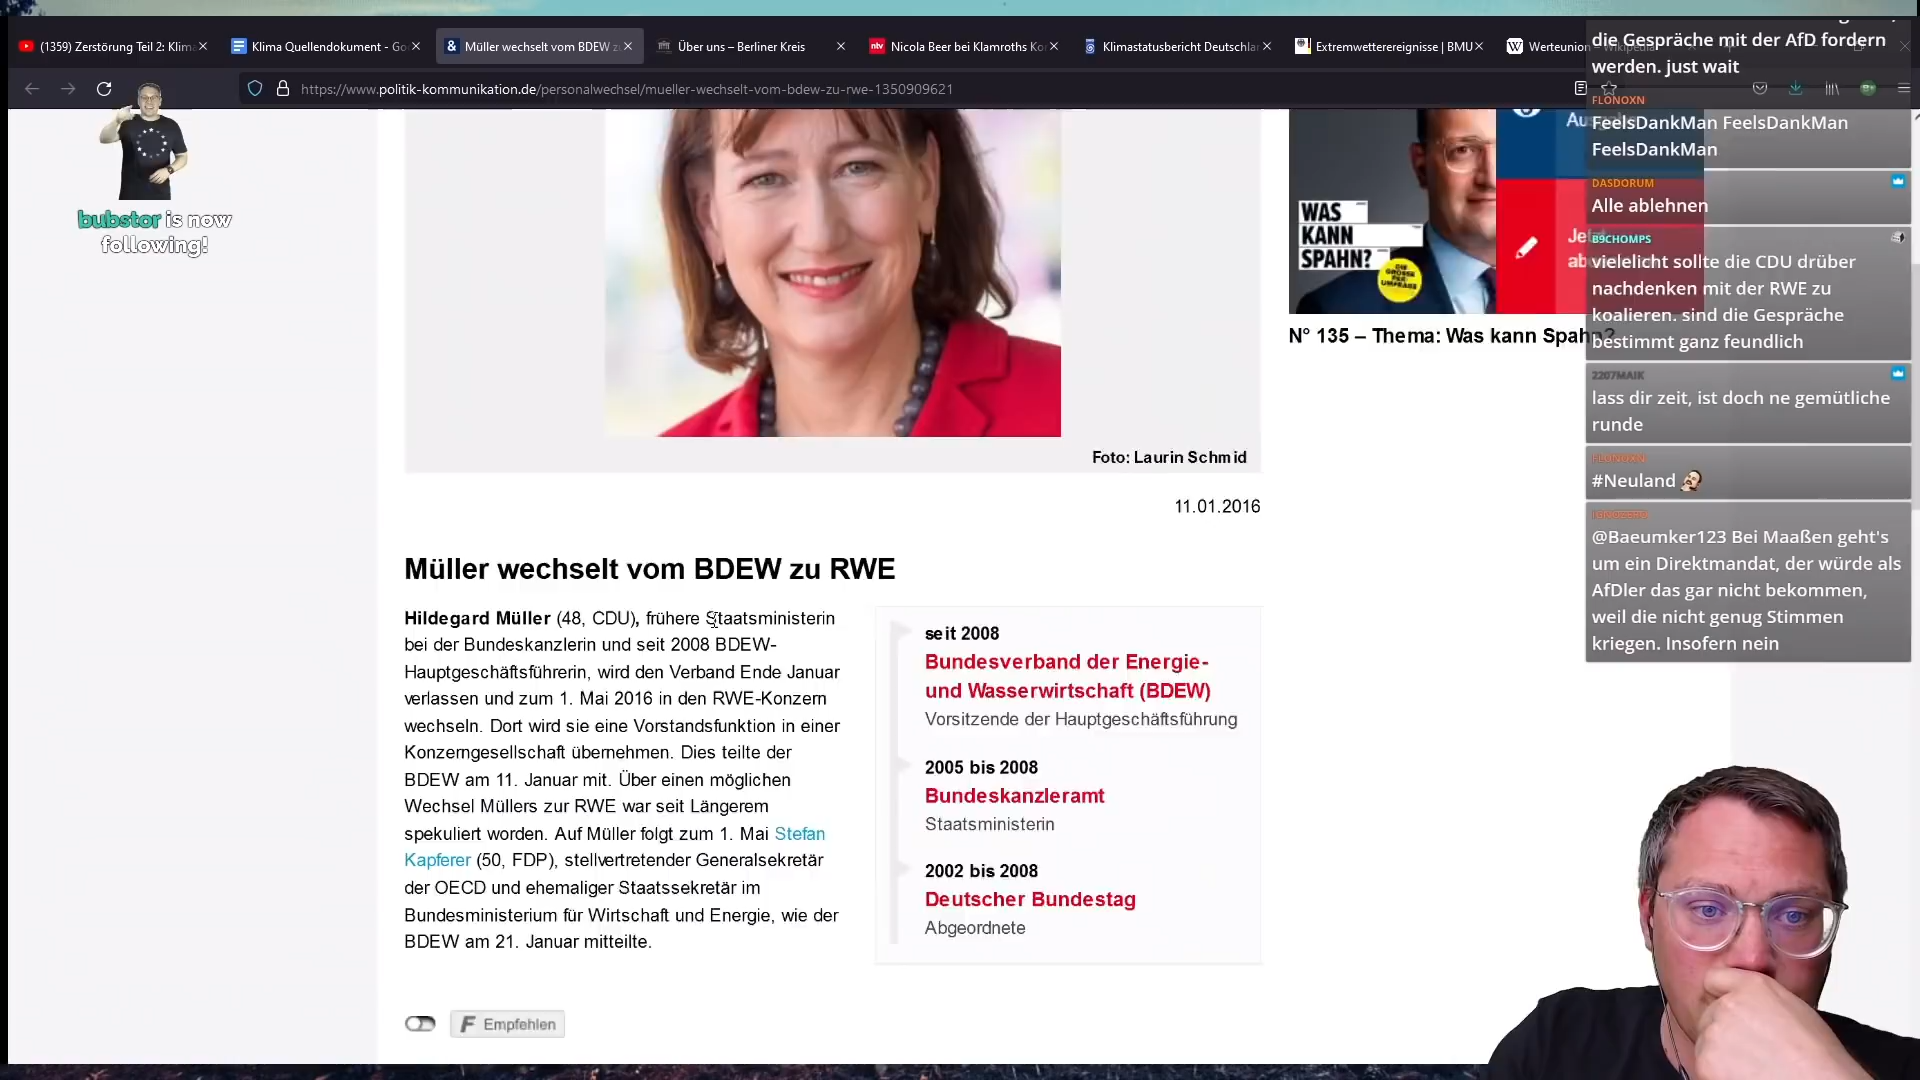 (1359) Zerstörung Teil 2: Klim
Klima Quellendokument - Go
Müller wechselt vom BDEW z
Über uns – Berliner Kreis
Nicola Beer bei Klamroths Ko
Klimastatusbericht Deutschla
Extremwetterereignisse | BMU
Werteunion – Wikipedia
https://www.politik-kommunikation.de/personalwechsel/mueller-wechselt-vom-bdew-zu-rwe-1350909621
bubstor is now
following!
WAS
KANN
SPAHN?
DIE GROSSE
PER
UMFRAGE
Au
Je
ab
N° 135 – Thema: Was kann Spahn?
Foto: Laurin Schmid
11.01.2016
Müller wechselt vom BDEW zu RWE
Hildegard Müller (48, CDU), frühere Staatsministerin
bei der Bundeskanzlerin und seit 2008 BDEW-
Hauptgeschäftsführerin, wird den Verband Ende Januar
verlassen und zum 1. Mai 2016 in den RWE-Konzern
wechseln. Dort wird sie eine Vorstandsfunktion in einer
Konzerngesellschaft übernehmen. Dies teilte der
BDEW am 11. Januar mit. Über einen möglichen
Wechsel Müllers zur RWE war seit Längerem
spekuliert worden. Auf Müller folgt zum 1. Mai Stefan
Kapferer (50, FDP), stellvertretender Generalsekretär
der OECD und ehemaliger Staatssekretär im
Bundesministerium für Wirtschaft und Energie, wie der
BDEW am 21. Januar mitteilte.
seit 2008
Bundesverband der Energie-
und Wasserwirtschaft (BDEW)
Vorsitzende der Hauptgeschäftsführung
2005 bis 2008
Bundeskanzleramt
Staatsministerin
2002 bis 2008
Deutscher Bundestag
Abgeordnete
Empfehlen
die Gespräche mit der AfD fordern
werden. just wait
FLONOXN
FeelsDankMan FeelsDankMan
FeelsDankMan
DASDORUM
Alle ablehnen
B9CHOMPS
vielelicht sollte die CDU drüber
nachdenken mit der RWE zu
koalieren. sind die Gespräche
bestimmt ganz feundlich
2207MAIK
lass dir zeit, ist doch ne gemütliche
runde
FLONOXN
#Neuland
@Baeumker123 Bei Maaßen geht's
um ein Direktmandat, der würde als
AfDler das gar nicht bekommen,
weil die nicht genug Stimmen
kriegen. Insofern nein